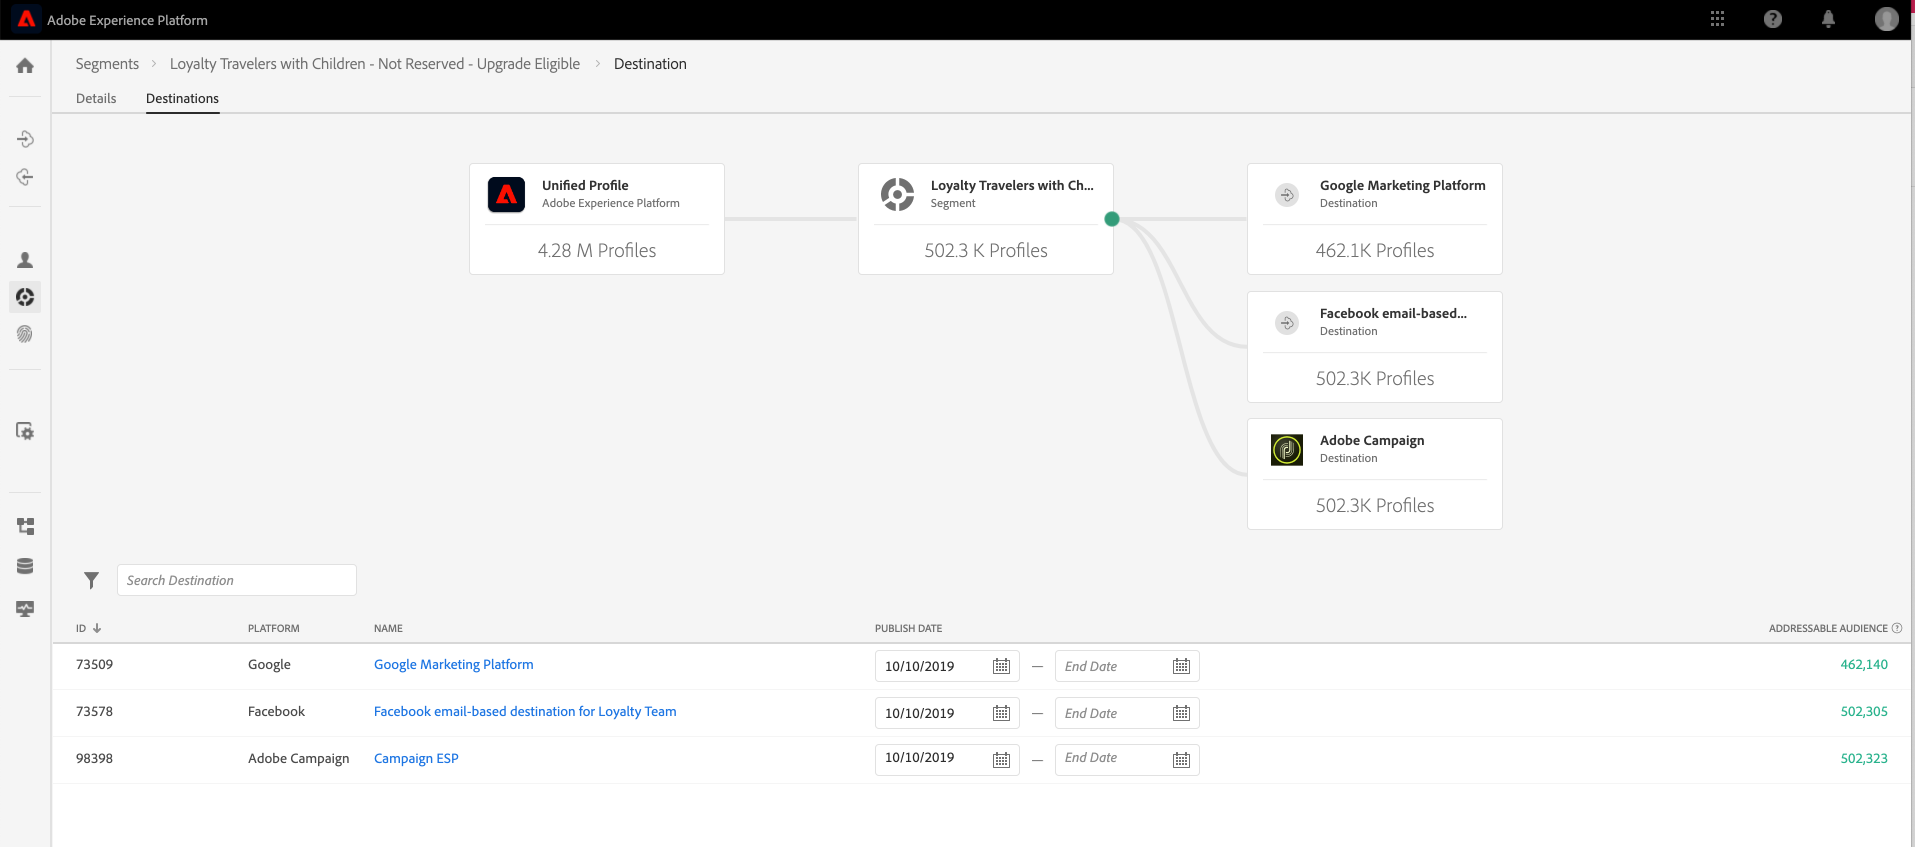 Adobe Experience Platform
Segments > Loyalty Travelers with Children - Not Reserved - Upgrade Eligible > Destination
Details Destinations
Unified Profile
Adobe Experience Platform
4.28 M Profiles
Loyalty Travelers with Ch...
Segment
502.3 K Profiles
Google Marketing Platform
Destination
462.1K Profiles
Facebook email-based...
Destination
502.3K Profiles
Adobe Campaign
Destination
502.3K Profiles
Search Destination
ID PLATFORM NAME PUBLISH DATE ADDRESSABLE AUDIENCE
73509 Google Google Marketing Platform 10/10/2019 — End Date 462,140
73578 Facebook Facebook email-based destination for Loyalty Team 10/10/2019 — End Date 502,305
98398 Adobe Campaign Campaign ESP 10/10/2019 — End Date 502,323